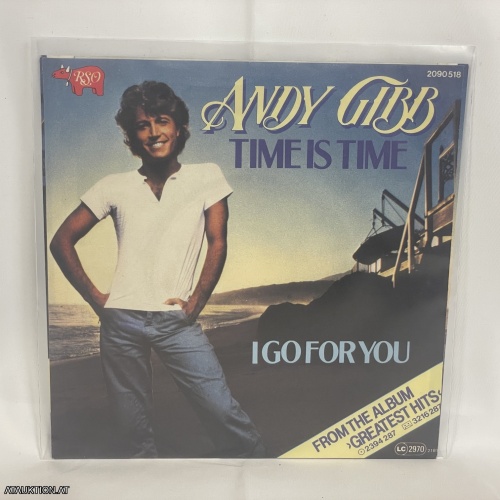 RSO
2090 518
ANDY GIBB
TIME IS TIME
I GO FOR YOU
FROM THE ALBUM
›GREATEST HITS‹
2394 287 3216 287
LC 2970
ATAUKTION.AT